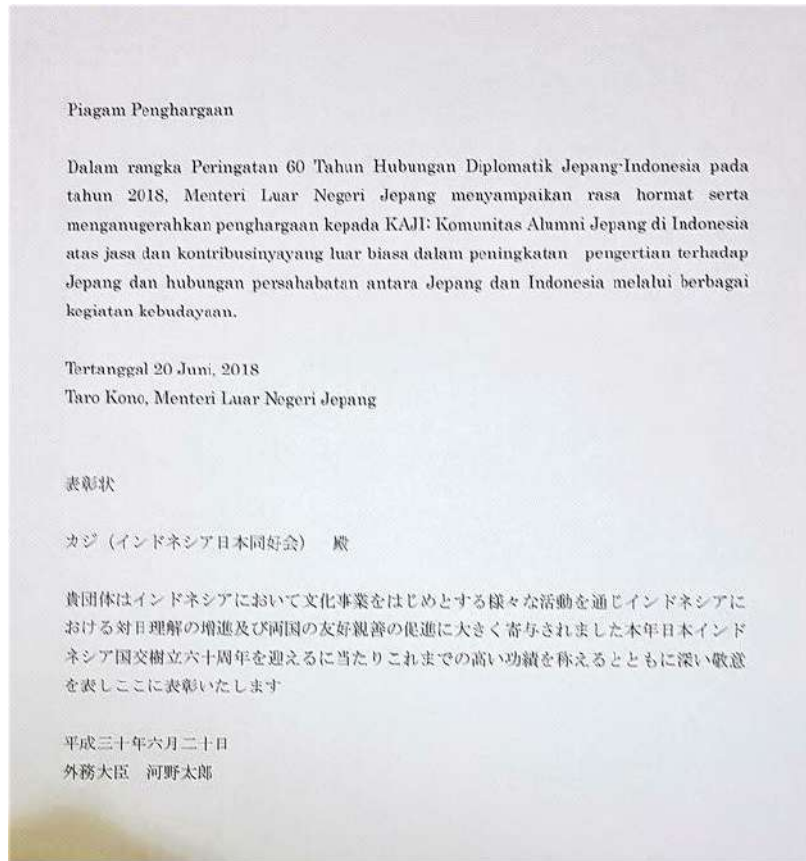 Piagam Penghargaan
Dalam rangka Peringatan 60 Tahun Hubungan Diplomatik Jepang-Indonesia pada
tahun 2018, Menteri Luar Negeri Jepang menyampaikan rasa hormat serta
menganugerahkan penghargaan kepada KAJI: Komunitas Alumni Jepang di Indonesia
atas jasa dan kontribusinyayang luar biasa dalam peningkatan pengertian terhadap
Jepang dan hubungan persahabatan antara Jepang dan Indonesia melalui berbagai
kegiatan kebudayaan.
Tertanggal 20 Juni, 2018
Taro Kono, Menteri Luar Negeri Jepang
表彰状
カジ（インドネシア日本同好会） 殿
貴団体はインドネシアにおいて文化事業をはじめとする様々な活動を通じインドネシアに
おける対日理解の増進及び両国の友好親善の促進に大きく寄与されました本年日本インド
ネシア国交樹立六十周年を迎えるに当たりこれまでの高い功績を称えるとともに深い敬意
を表しここに表彰いたします
平成三十年六月二十日
外務大臣 河野太郎